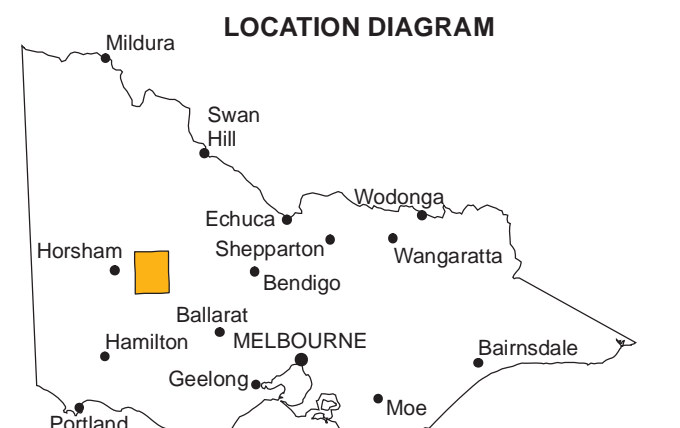 LOCATION DIAGRAM
Mildura
Swan
Hill
Wodonga
Echuca
Shepparton
Wangaratta
Horsham
Bendigo
Ballarat
Hamilton
MELBOURNE
Bairnsdale
Geelong
Moe
Portland